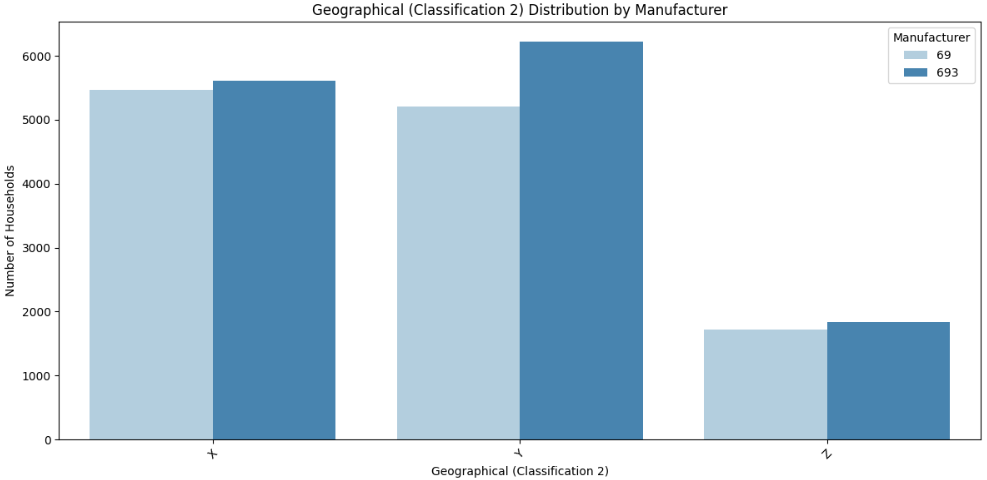 Geographical (Classification 2) Distribution by Manufacturer
Manufacturer
69
693
6000
5000
4000
3000
2000
1000
0
Number of Households
X
Y
Z
Geographical (Classification 2)